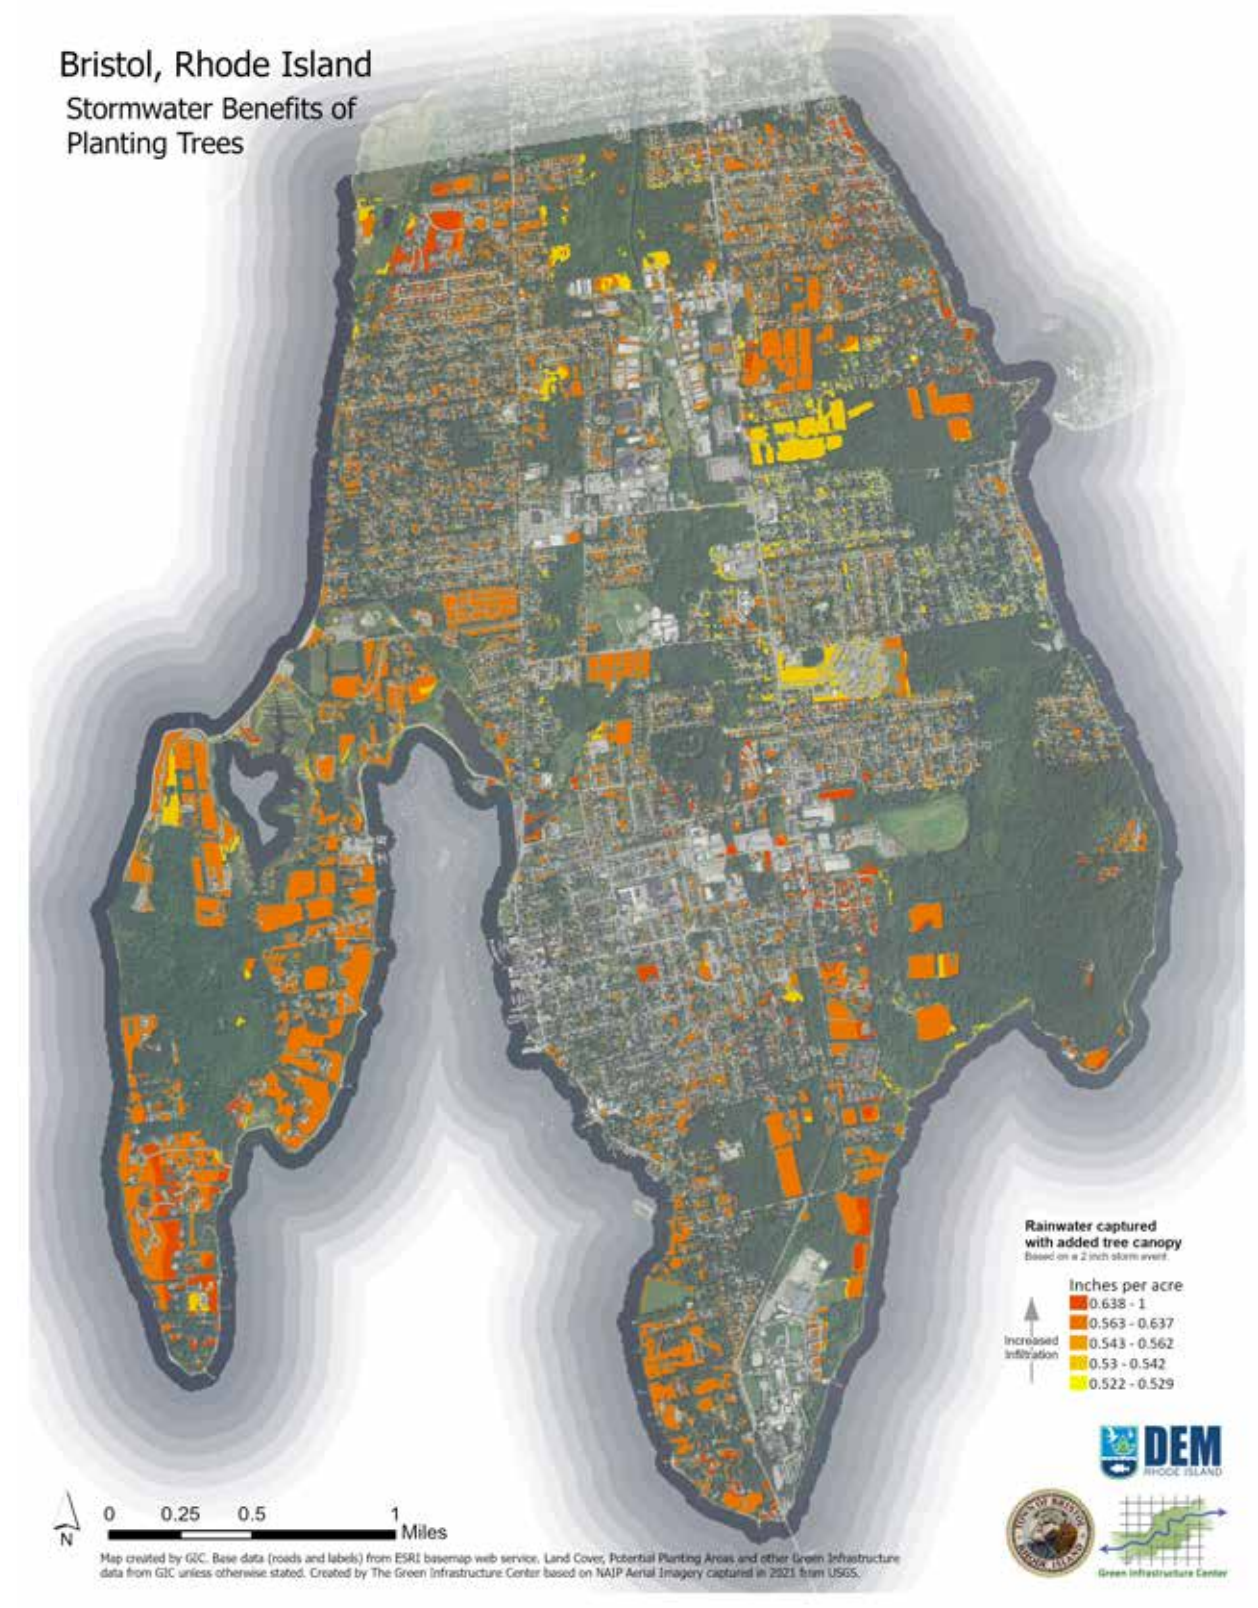 Bristol, Rhode Island
Stormwater Benefits of
Planting Trees
Rainwater captured
with added tree canopy
Based on a 2 inch storm event.
Inches per acre
0.638 - 1
0.563 - 0.637
0.543 - 0.562
0.53 - 0.542
0.522 - 0.529
Increased
Infiltration
DEM
RHODE ISLAND
TOWN OF BRISTOL
RHODE ISLAND
Green Infrastructure Center
0 0.25 0.5 1
Miles
N
Map created by GIC. Base data (roads and labels) from ESRI basemap web service. Land Cover, Potential Planting Areas and other Green Infrastructure
data from GIC unless otherwise stated. Created by The Green Infrastructure Center based on NAIP Aerial Imagery captured in 2021 from USGS.